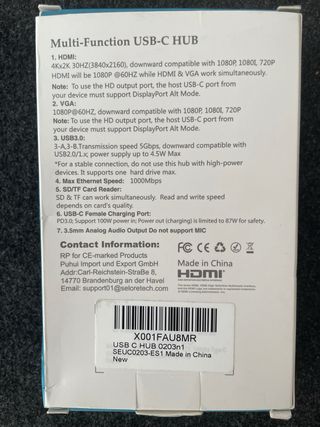 Multi-Function USB-C HUB
1. HDMI:
4Kx2K 30HZ(3840x2160), downward compatible with 1080P, 1080I, 720P
HDMI will be 1080P @60HZ while HDMI & VGA work simultaneously.
Note: To use the HD output port, the host USB-C port from
your device must support DisplayPort Alt Mode.
2. VGA:
1080P@60HZ, downward compatible with 1080P, 1080I, 720P
Note: To use the HD output port, the host USB-C port from
your device must support DisplayPort Alt Mode.
3. USB3.0:
3-A,3-B.Transmission speed 5Gbps, downward compatible with
USB2.0/1.x; power supply up to 4.5W Max
*For a stable connection, do not use this hub with high-power
devices. It supports one hard drive max.
4. Max Ethernet Speed: 1000Mbps
5. SD/TF Card Reader:
SD & TF can work simultaneously. Read and write speed
depends on card's quality.
6. USB-C Female Charging Port:
PD3.0; Support 100W power in; Power out (charging) is limited to 87W for safety.
7. 3.5mm Analog Audio Output Do not support MIC
Contact Information:
RP for CE-marked Products
Puhui Import und Export GmbH
Addr:Carl-Reichstein-StraBe 8,
14770 Brandenburg an der Havel
Email: support01@seloretech.com
CE FC
Made in China
HDMI
X001FAU8MR
USB C HUB 0203n1
SEUC0203-ES1 Made in China
New